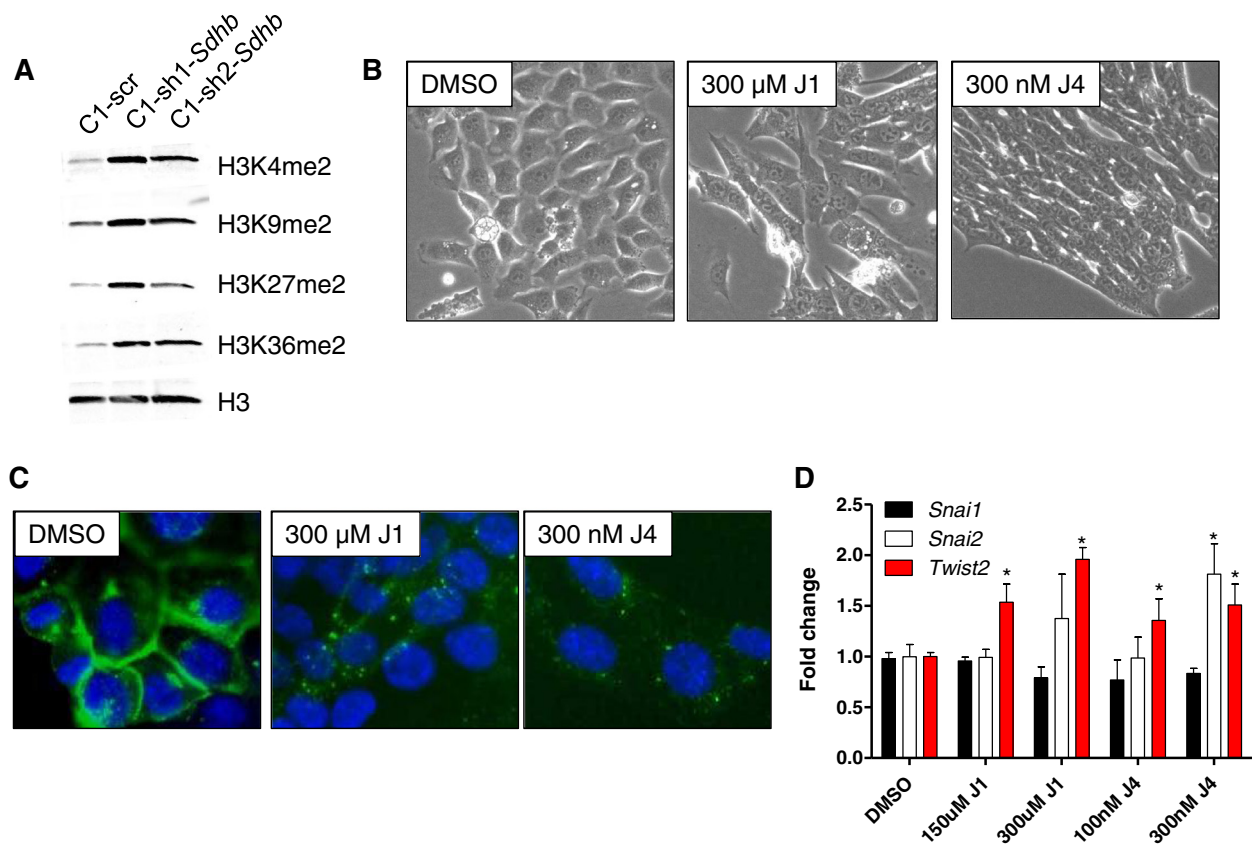 A
C1-scr
C1-sh1-Sdhb
C1-sh2-Sdhb
H3K4me2
H3K9me2
H3K27me2
H3K36me2
H3
B
DMSO
300 µM J1
300 nM J4
C
DMSO
300 µM J1
300 nM J4
D
2.5
2.0
1.5
1.0
0.5
0.0
Fold change
Snai1
Snai2
Twist2
*
*
*
*
*
DMSO
150uM J1
300uM J1
100nM J4
300nM J4